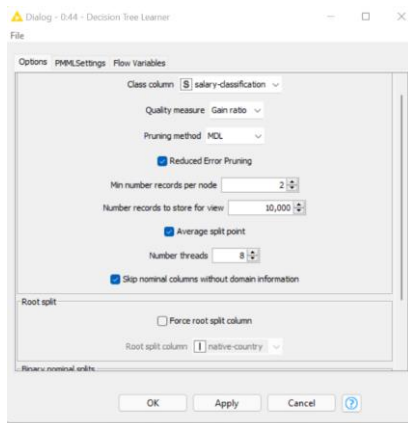 Dialog - 0:44 - Decision Tree Learner
File
Options PMMLSettings Flow Variables
Class column S salary-classification
Quality measure Gain ratio
Pruning method MDL
Reduced Error Pruning
Min number records per node 2
Number records to store for view 10,000
Average split point
Number threads 8
Skip nominal columns without domain information
Root split
Force root split column
Root split column I native-country
Binary nominal splits
OK Apply Cancel ?